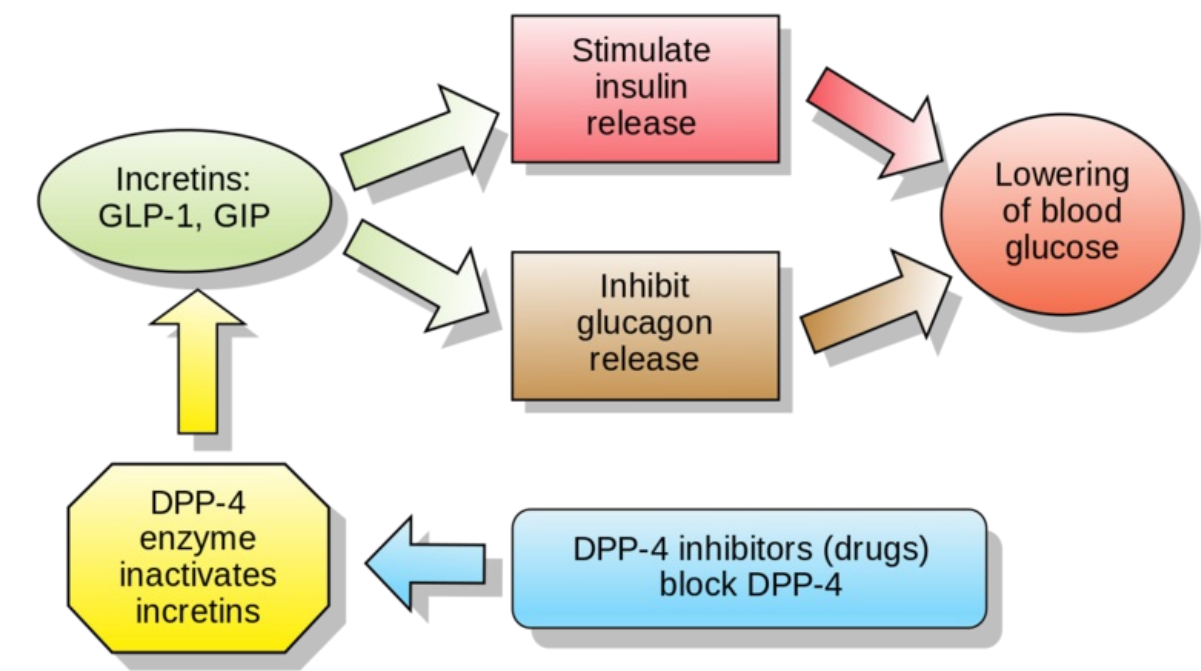 Stimulate
insulin
release
Incretins:
GLP-1, GIP
Lowering
of blood
glucose
Inhibit
glucagon
release
DPP-4
enzyme
inactivates
incretins
DPP-4 inhibitors (drugs)
block DPP-4